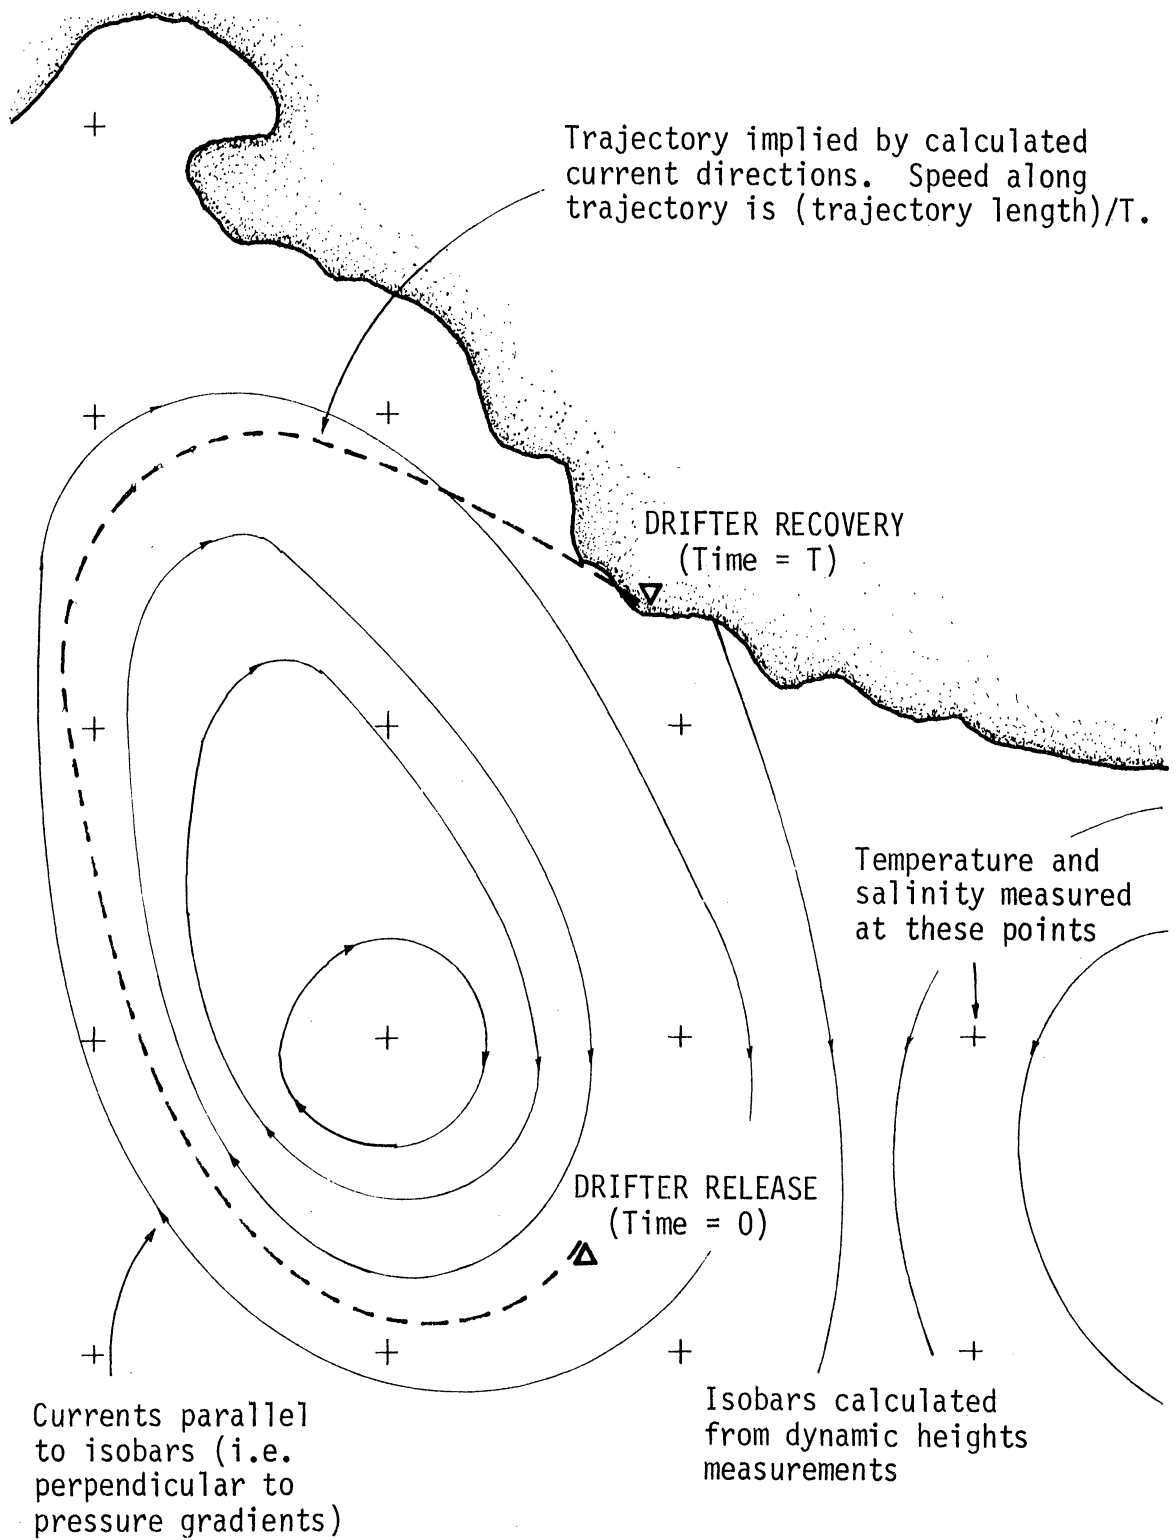 Trajectory implied by calculated
current directions.  Speed along
trajectory is (trajectory length)/T.
DRIFTER RECOVERY
(Time = T)
Temperature and
salinity measured
at these points
DRIFTER RELEASE
(Time = 0)
Isobars calculated
from dynamic heights
measurements
Currents parallel
to isobars (i.e.
perpendicular to
pressure gradients)